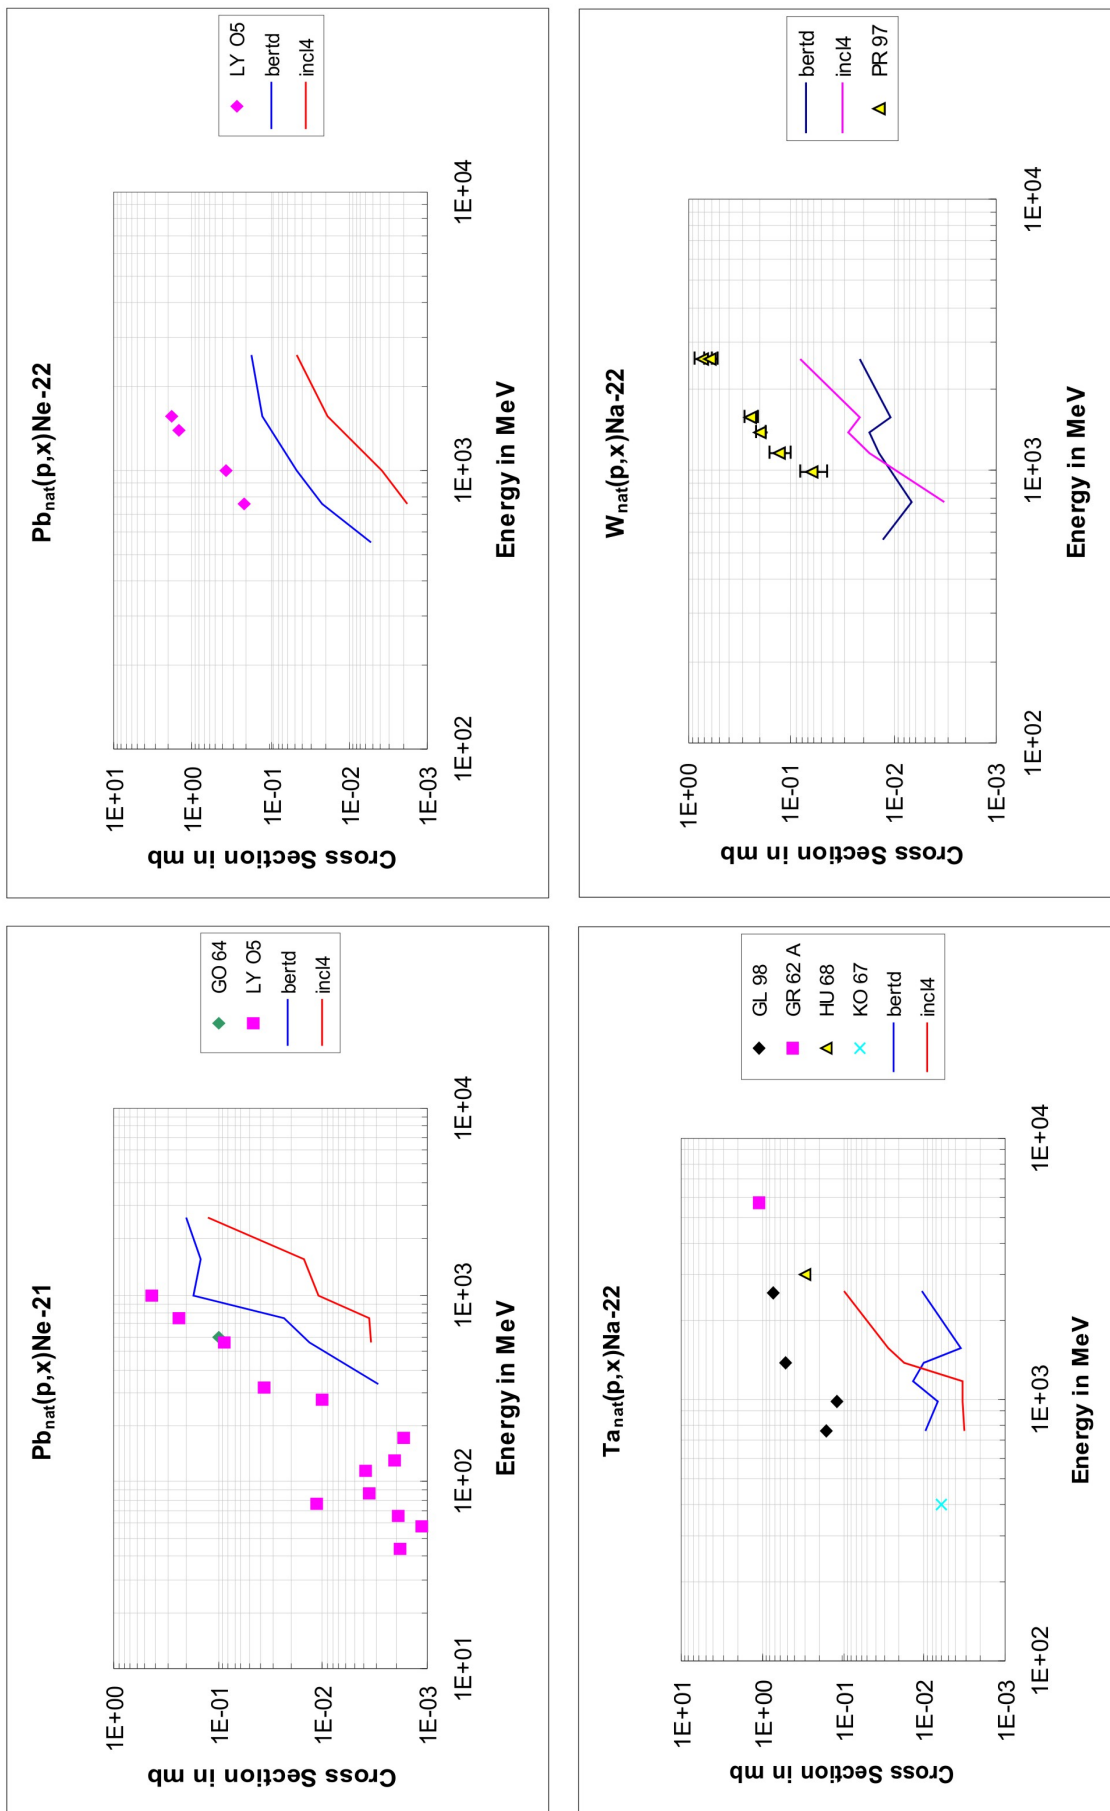 Pbnat(p,x)Ne-21
1E+00
1E-01
1E-02
1E-03
Cross Section in mb
1E+01
1E+02
1E+03
1E+04
Energy in MeV
GO 64
LY O5
bertd
incl4
Pbnat(p,x)Ne-22
1E+01
1E+00
1E-01
1E-02
1E-03
Cross Section in mb
1E+02
1E+03
1E+04
Energy in MeV
LY O5
bertd
incl4
Tanat(p,x)Na-22
1E+01
1E+00
1E-01
1E-02
1E-03
Cross Section in mb
1E+02
1E+03
1E+04
Energy in MeV
GL 98
GR 62 A
HU 68
KO 67
bertd
incl4
Wnat(p,x)Na-22
1E+00
1E-01
1E-02
1E-03
Cross Section in mb
1E+02
1E+03
1E+04
Energy in MeV
bertd
incl4
PR 97